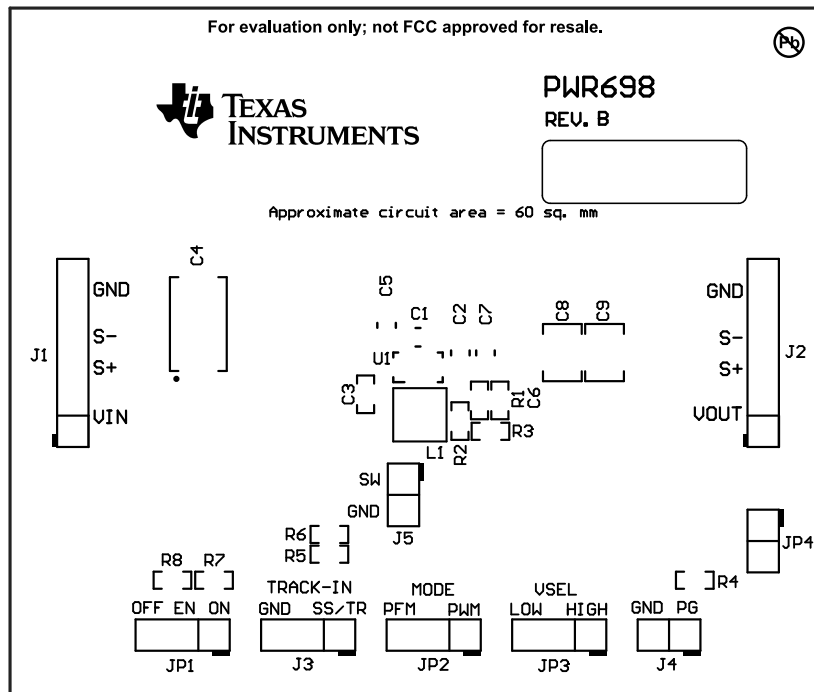 For evaluation only; not FCC approved for resale.
Pb
TEXAS
INSTRUMENTS
PWR698
REV. B
Approximate circuit area = 60 sq. mm
C4
GND
S-
S+
VIN
J1
C5
C1
C2
C7
U1
C3
L1
R1
C6
R2
R3
C8
C9
GND
S-
S+
VOUT
J2
SW
GND
J5
R6
R5
R8
R7
JP4
R4
TRACK-IN
MODE
VSEL
OFF EN ON
GND SS/TR
PFM PWM
LOW HIGH
GND PG
JP1
J3
JP2
JP3
J4